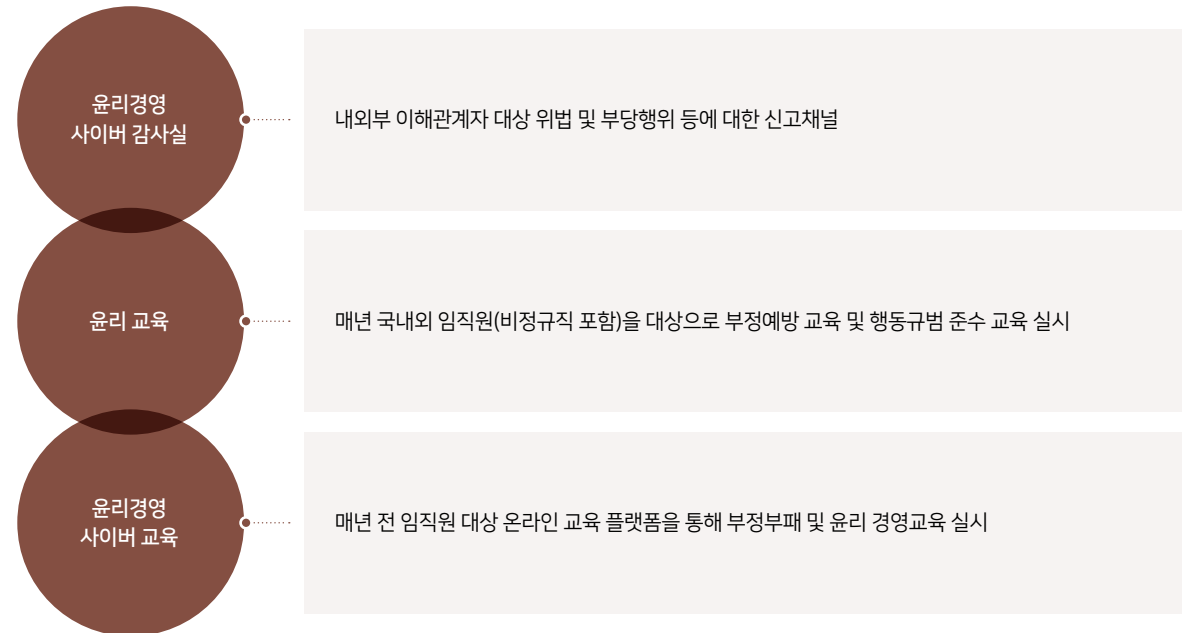 윤리경영
사이버 감사실
내외부 이해관계자 대상 위법 및 부당행위 등에 대한 신고채널
윤리 교육
매년 국내외 임직원(비정규직 포함)을 대상으로 부정예방 교육 및 행동규범 준수 교육 실시
윤리경영
사이버 교육
매년 전 임직원 대상 온라인 교육 플랫폼을 통해 부정부패 및 윤리 경영교육 실시